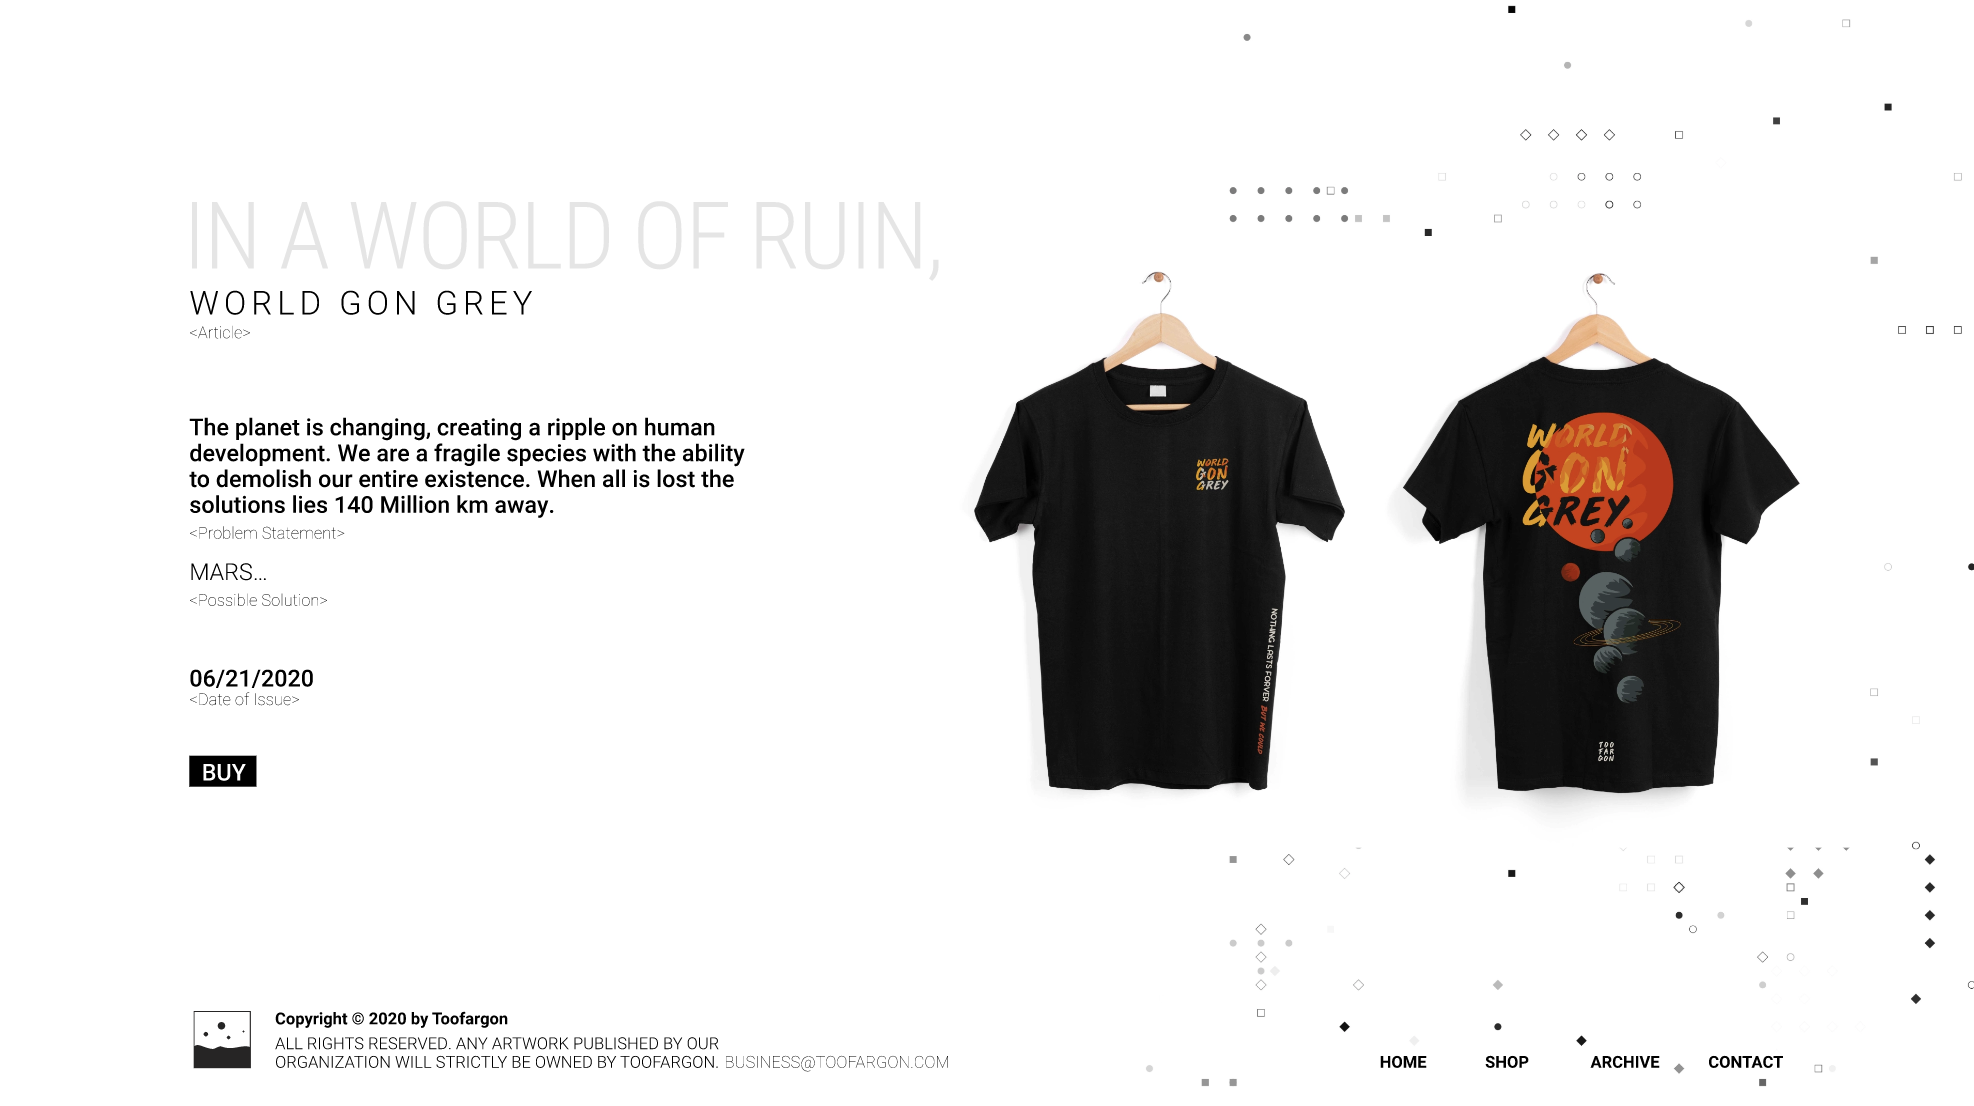 IN A WORLD OF RUIN,
WORLD GON GREY
<Article>
The planet is changing, creating a ripple on human
development. We are a fragile species with the ability
to demolish our entire existence. When all is lost the
solutions lies 140 Million km away.
<Problem Statement>
MARS...
<Possible Solution>
06/21/2020
<Date of Issue>
BUY
WORLD
GON
GREY
NOTHING LASTS FORVER
WORLD
GON
GREY
TOO
FAR
GON
Copyright © 2020 by Toofargon
ALL RIGHTS RESERVED. ANY ARTWORK PUBLISHED BY OUR
ORGANIZATION WILL STRICTLY BE OWNED BY TOOFARGON. BUSINESS@TOOFARGON.COM
HOME SHOP ARCHIVE CONTACT